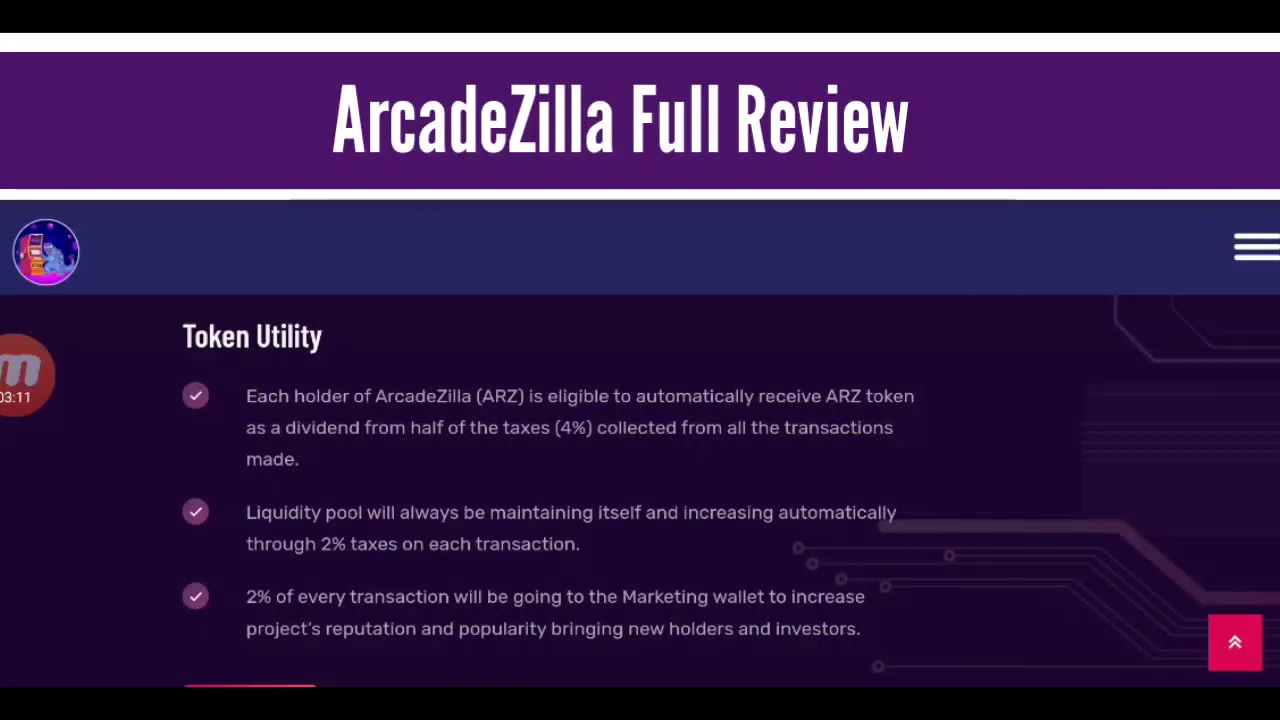 ArcadeZilla Full Review
Token Utility
Each holder of ArcadeZilla (ARZ) is eligible to automatically receive ARZ token
as a dividend from half of the taxes (4%) collected from all the transactions
made.
m
03:11
Liquidity pool will always be maintaining itself and increasing automatically
through 2% taxes on each transaction.
2% of every transaction will be going to the Marketing wallet to increase
project's reputation and popularity bringing new holders and investors.